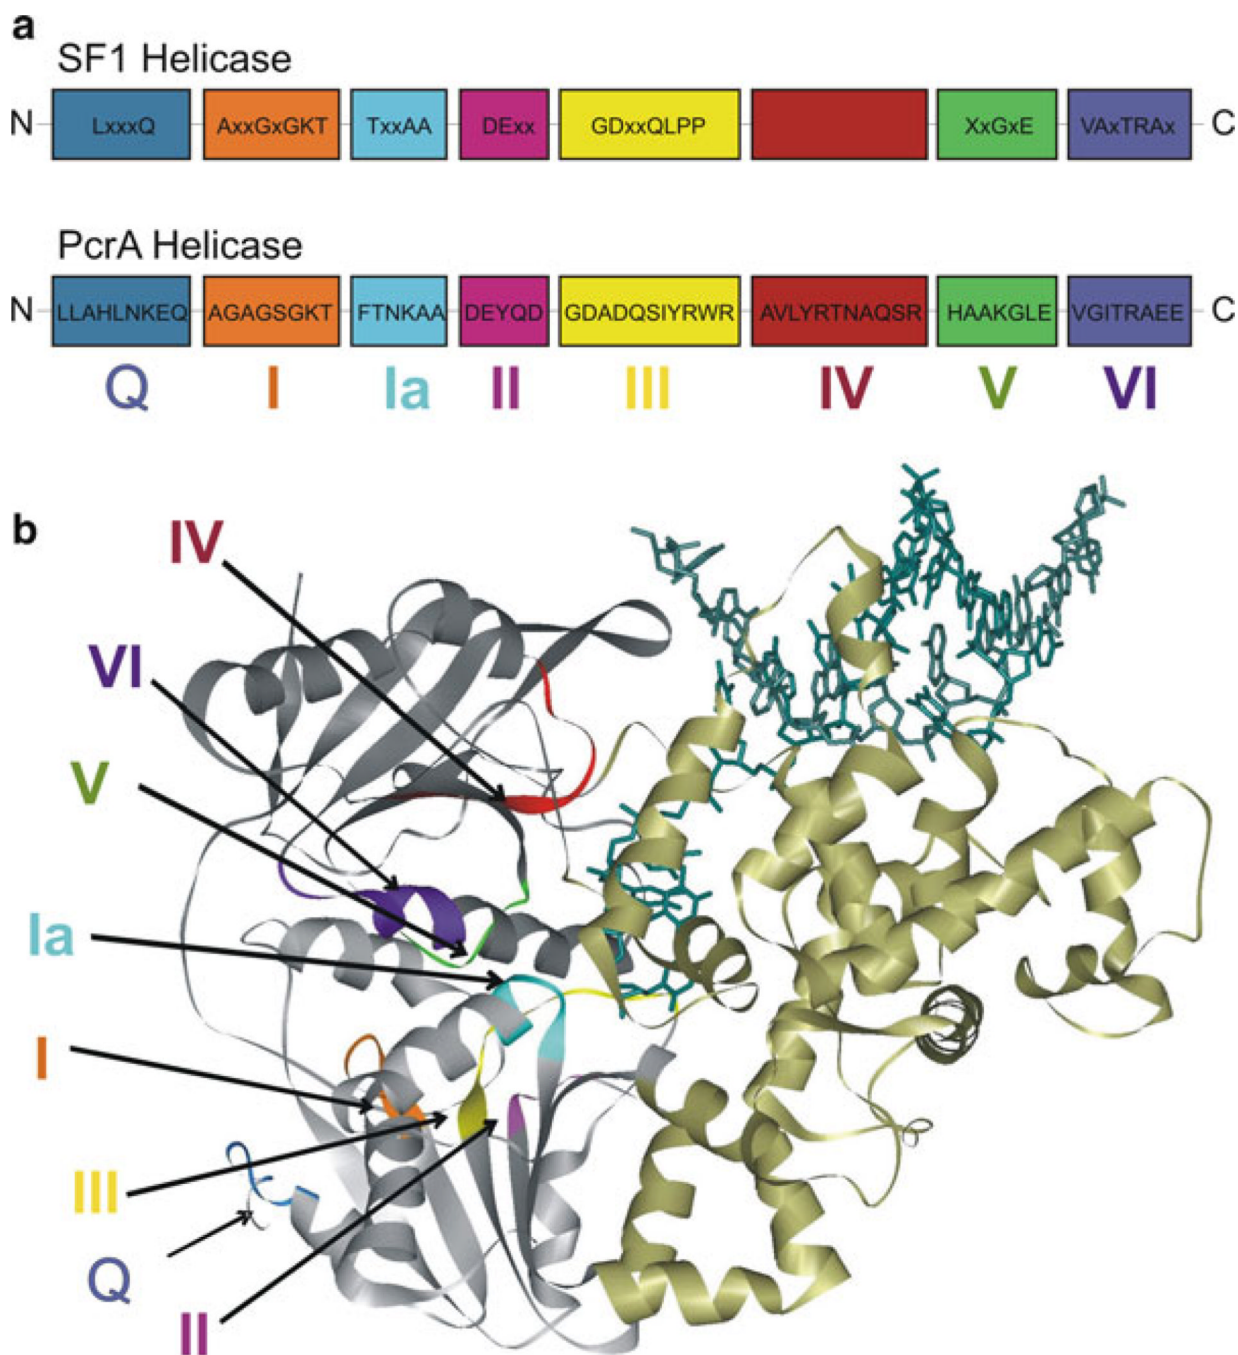 a
SF1 Helicase
N LxxxQ AxxGxGKT TxxAA DExx GDxxQLPP XxGxE VAxTRAx C
PcrA Helicase
N LLAHLNKEQ AGAGSGKT FTNKAA DEYQD GDADQSIYRWR AVLYRTNAQSR HAAKGLE VGITRAEE C
Q I Ia II III IV V VI
b
IV
VI
V
Ia
I
III
Q
II